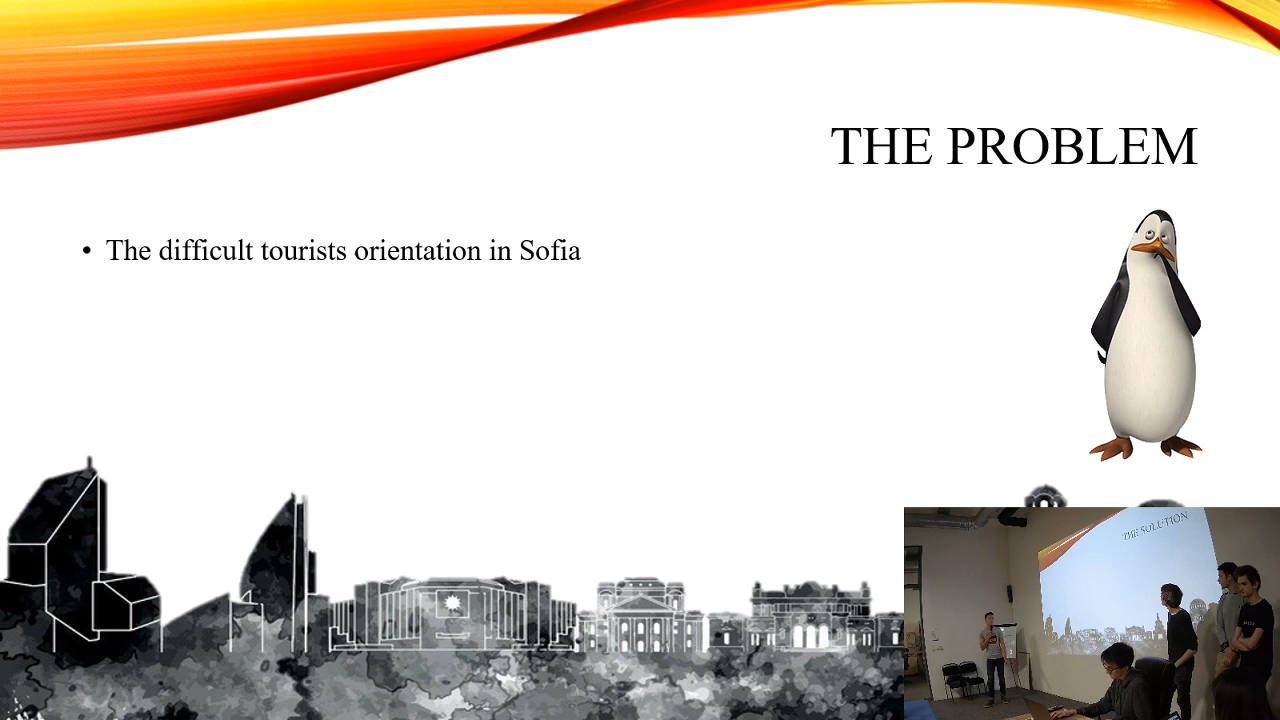 THE PROBLEM
• The difficult tourists orientation in Sofia
THE SOLUTION